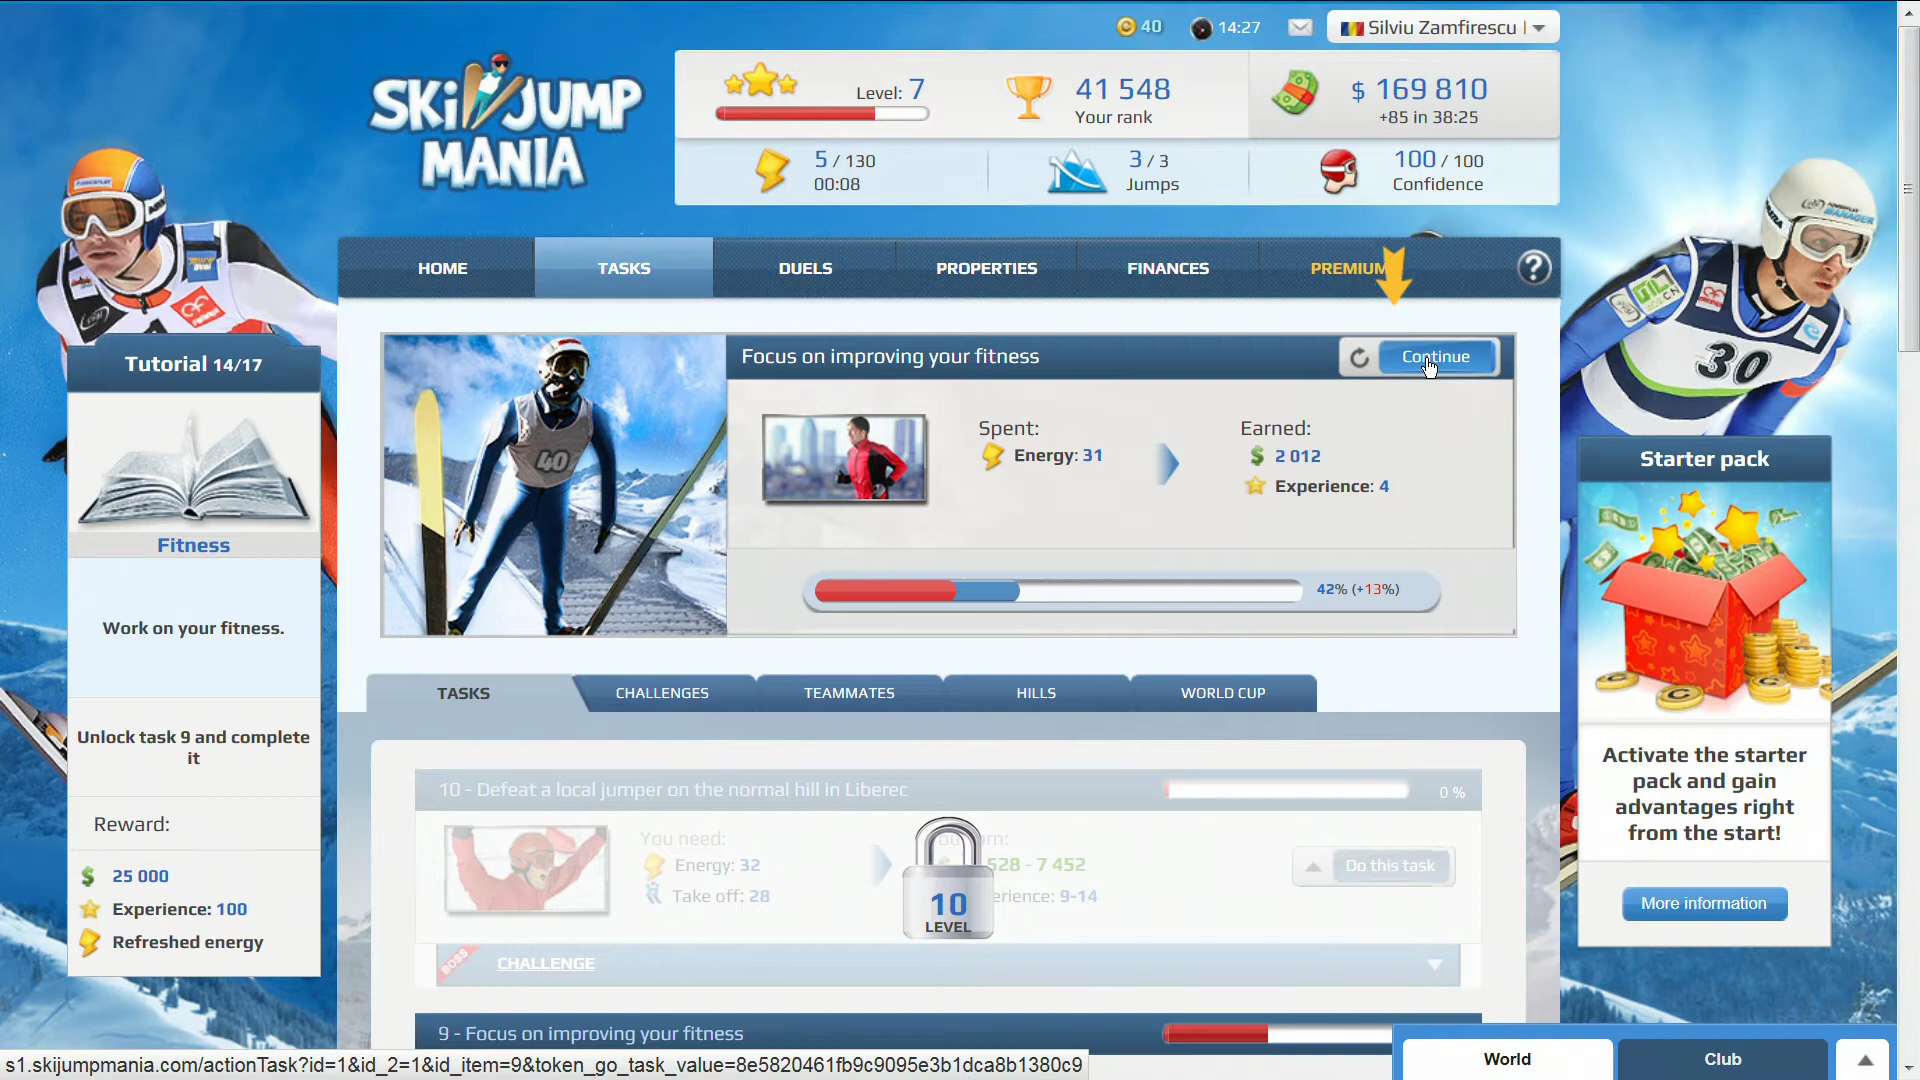 40
14:27
Silviu Zamfirescu
SKI JUMP
MANIA
Level: 7
41 548
Your rank
$ 169 810
+85 in 38:25
5 / 130
00:08
3 / 3
Jumps
100 / 100
Confidence
HOME
TASKS
DUELS
PROPERTIES
FINANCES
PREMIUM
?
Tutorial 14/17
Fitness
Work on your fitness.
Unlock task 9 and complete
it
Reward:
25 000
Experience: 100
Refreshed energy
Focus on improving your fitness
Continue
40
Spent:
Energy: 31
Earned:
2 012
Experience: 4
42% (+13%)
TASKS
CHALLENGES
TEAMMATES
HILLS
WORLD CUP
10 - Defeat a local jumper on the normal hill in Liberec
0 %
You need:
Energy: 32
Take off: 28
528 - 7 452
9-14
10
LEVEL
Do this task
BOSS
CHALLENGE
9 - Focus on improving your fitness
30
Starter pack
Activate the starter
pack and gain
advantages right
from the start!
More information
World
Club
s1.skijumpmania.com/actionTask?id=1&id_2=1&id_item=9&token_go_task_value=8e5820461fb9c9095e3b1dca8b1380c9